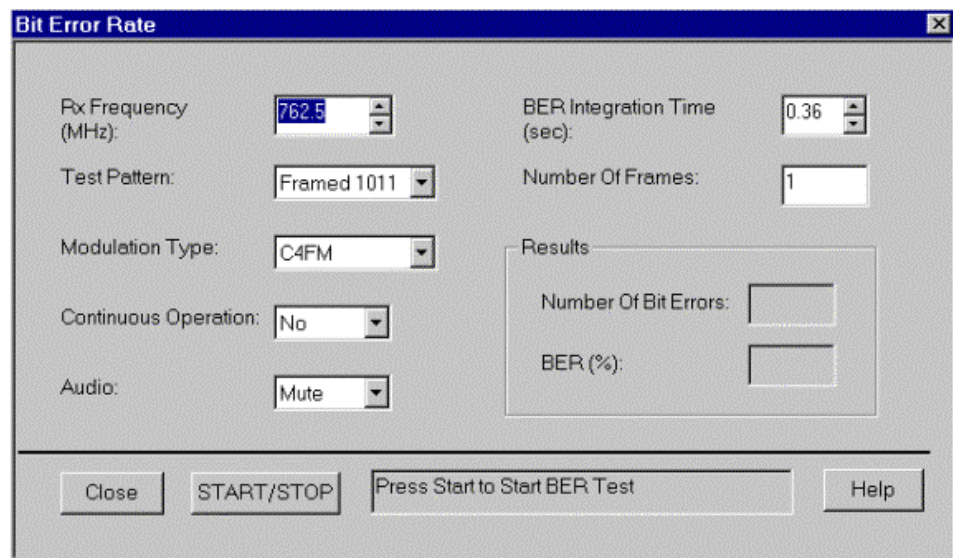 Bit Error Rate
Rx Frequency
(MHz):
762.5
Test Pattern:
Framed 1011
Modulation Type:
C4FM
Continuous Operation:
No
Audio:
Mute
BER Integration Time
(sec):
0.36
Number Of Frames:
1
Results
Number Of Bit Errors:
BER (%):
Close
START/STOP
Press Start to Start BER Test
Help